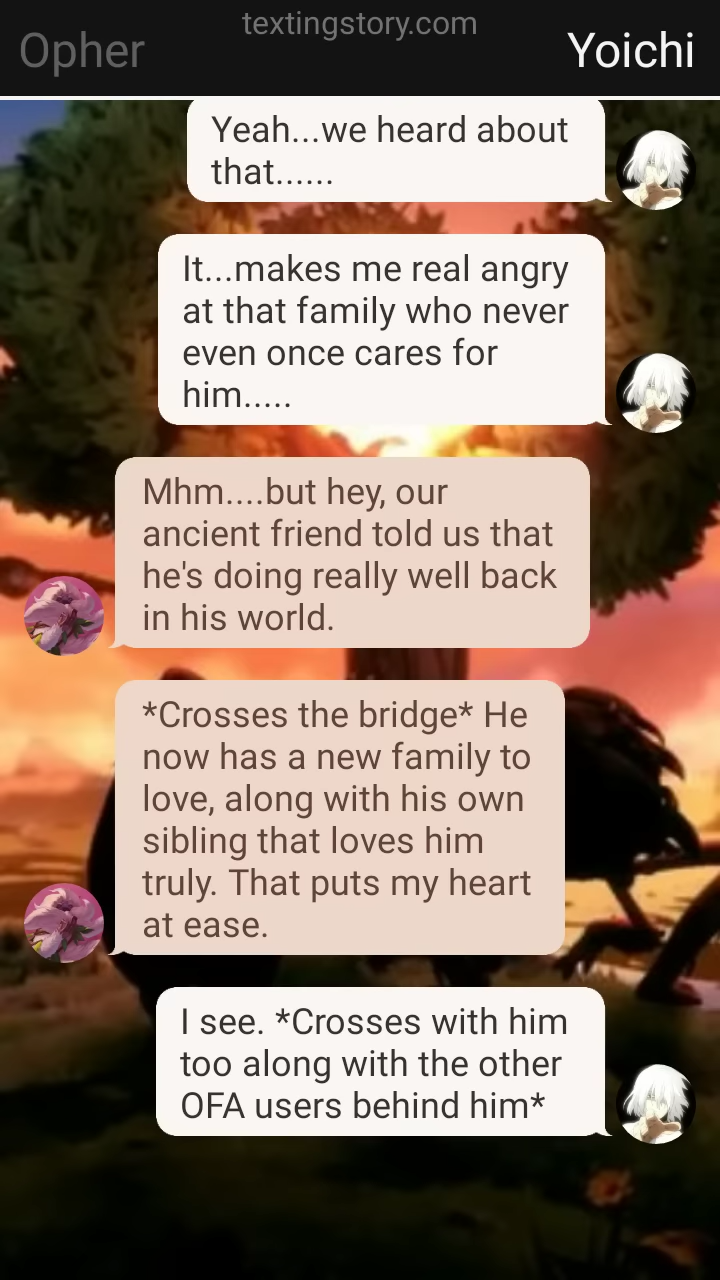 textingstory.com
Opher
Yoichi
Yeah...we heard about
that......
It...makes me real angry
at that family who never
even once cares for
him.....
Mhm....but hey, our
ancient friend told us that
he's doing really well back
in his world.
*Crosses the bridge* He
now has a new family to
love, along with his own
sibling that loves him
truly. That puts my heart
at ease.
I see. *Crosses with him
too along with the other
OFA users behind him*